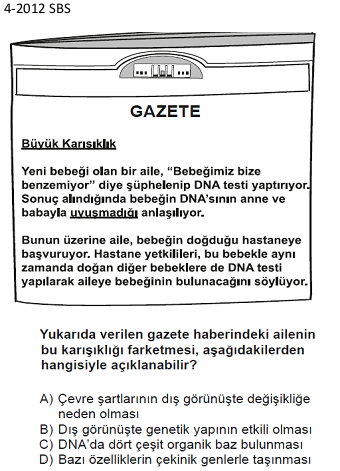 4-2012 SBS
GAZETE
Büyük Karışıklık
Yeni bebeği olan bir aile, “Bebeğimiz bize
benzemiyor” diye şüphelenip DNA testi yaptırıyor.
Sonuç alındığında bebeğin DNA’sının anne ve
babayla uyuşmadığı anlaşılıyor.
Bunun üzerine aile, bebeğin doğduğu hastaneye
başvuruyor. Hastane yetkilileri, bu bebekle aynı
zamanda doğan diğer bebeklere de DNA testi
yapılarak aileye bebeğinin bulunacağını söylüyor.
Yukarıda verilen gazete haberindeki ailenin
bu karışıklığı farketmesi, aşağıdakilerden
hangisiyle açıklanabilir?
A) Çevre şartlarının dış görünüşte değişikliğe
neden olması
B) Dış görünüşte genetik yapının etkili olması
C) DNA’da dört çeşit organik baz bulunması
D) Bazı özelliklerin çekinik genlerle taşınması